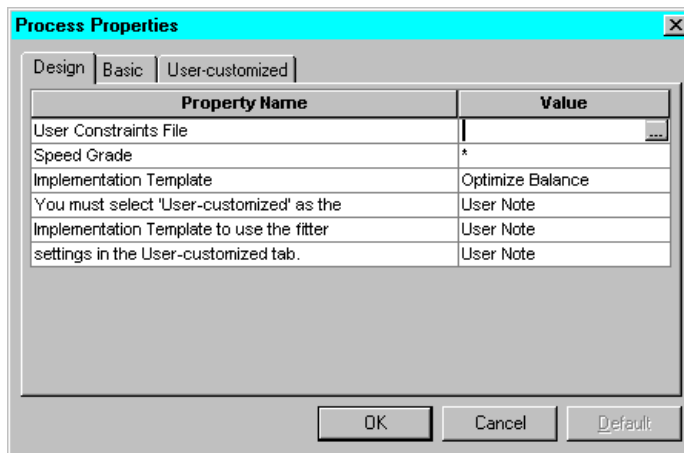 Process Properties
Design Basic User-customized
Property Name Value
User Constraints File ...
Speed Grade *
Implementation Template Optimize Balance
You must select 'User-customized' as the User Note
Implementation Template to use the fitter User Note
settings in the User-customized tab. User Note
OK Cancel Default